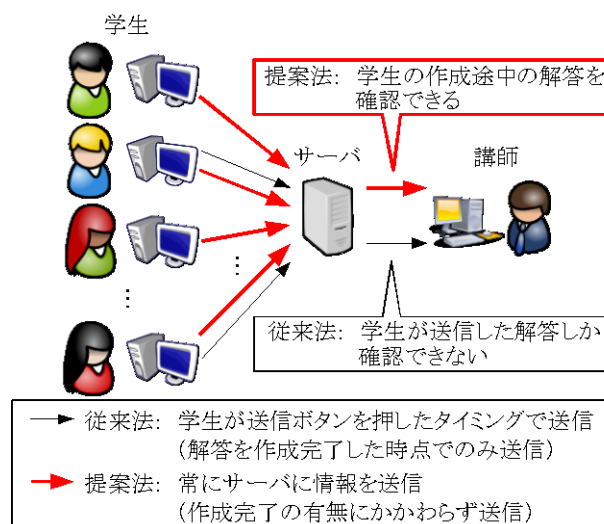 学生
提案法: 学生の作成途中の解答を
確認できる
サーバ
講師
⋮
…
従来法: 学生が送信した解答しか
確認できない
従来法: 学生が送信ボタンを押したタイミングで送信
(解答を作成完了した時点でのみ送信)
提案法: 常にサーバに情報を送信
(作成完了の有無にかかわらず送信)